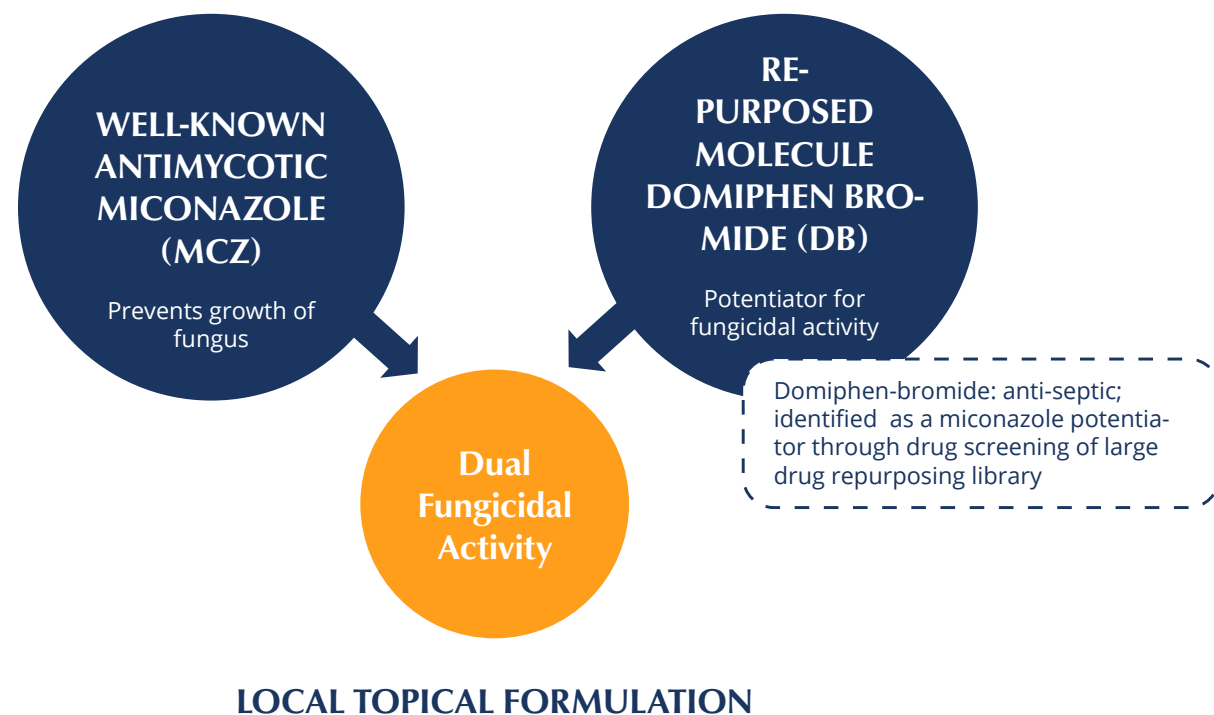 WELL-KNOWN
ANTIMYCOTIC
MICONAZOLE
(MCZ)
Prevents growth of
fungus
RE-
PURPOSED
MOLECULE
DOMIPHEN BRO-
MIDE (DB)
Potentiator for
fungicidal activity
Domiphen-bromide: anti-septic;
identified  as a miconazole potentia-
tor through drug screening of large
drug repurposing library
Dual
Fungicidal
Activity
LOCAL TOPICAL FORMULATION